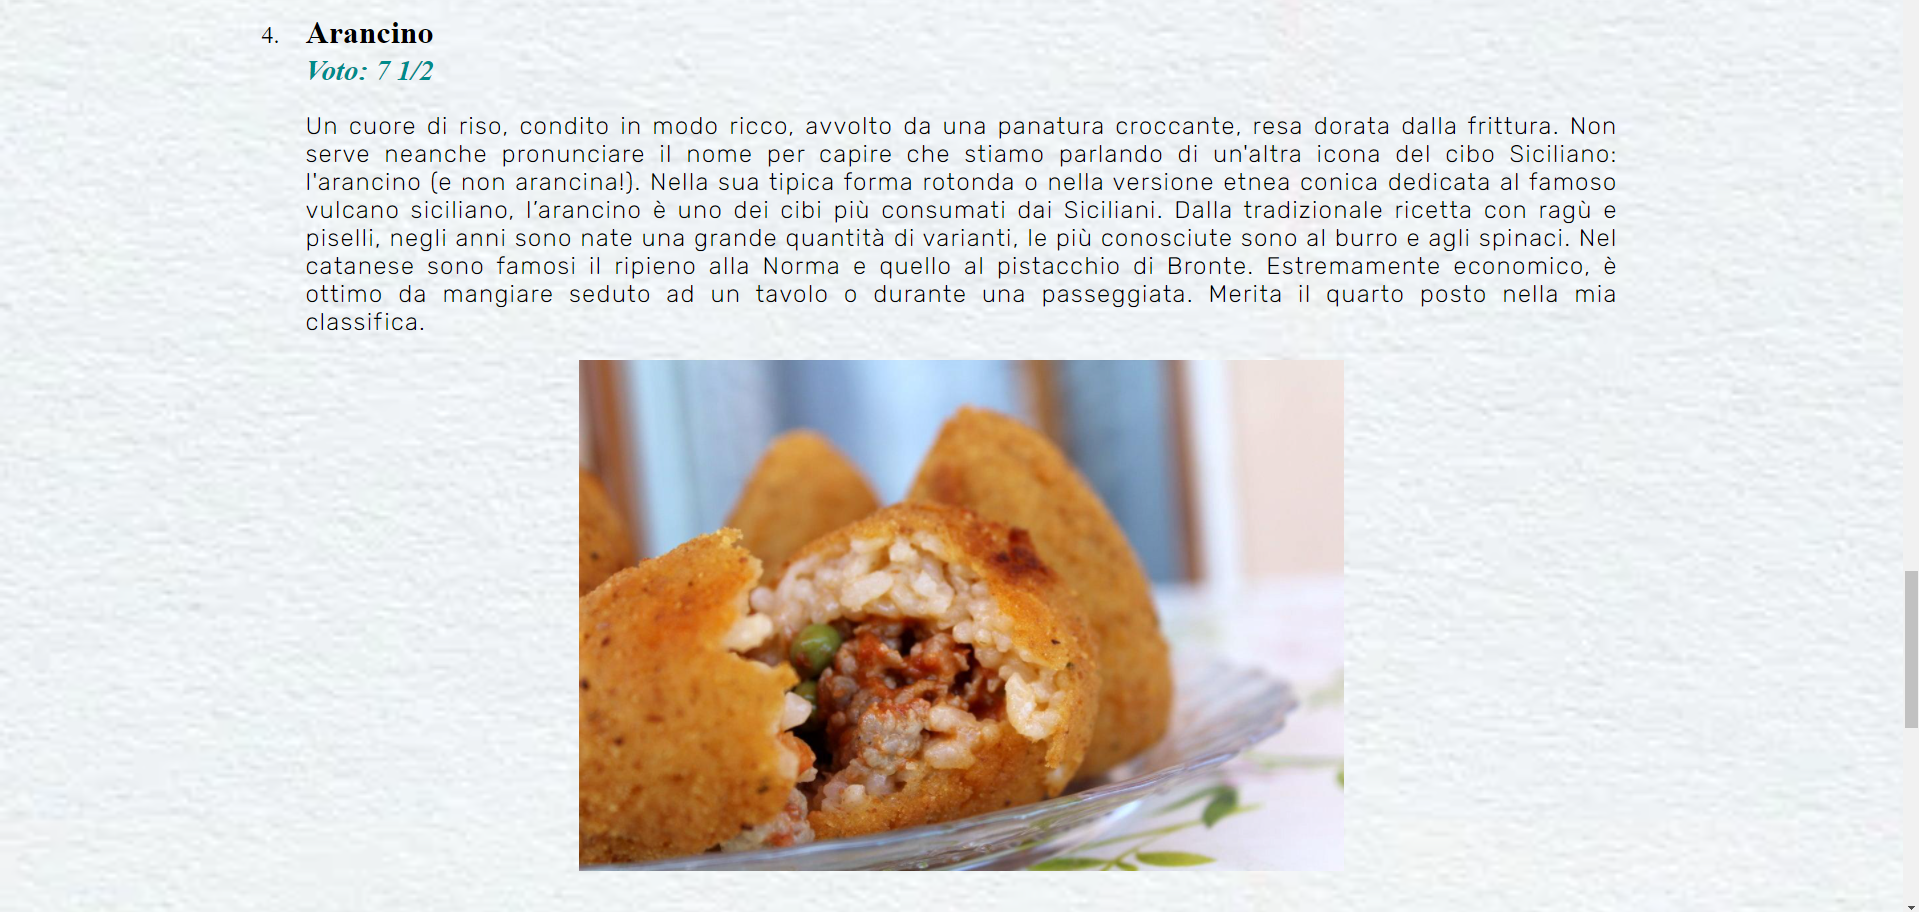 4. Arancino
Voto: 7 1/2
Un cuore di riso, condito in modo ricco, avvolto da una panatura croccante, resa dorata dalla frittura. Non
serve neanche pronunciare il nome per capire che stiamo parlando di un'altra icona del cibo Siciliano:
l'arancino (e non arancina!). Nella sua tipica forma rotonda o nella versione etnea conica dedicata al famoso
vulcano siciliano, l’arancino è uno dei cibi più consumati dai Siciliani. Dalla tradizionale ricetta con ragù e
piselli, negli anni sono nate una grande quantità di varianti, le più conosciute sono al burro e agli spinaci. Nel
catanese sono famosi il ripieno alla Norma e quello al pistacchio di Bronte. Estremamente economico, è
ottimo da mangiare seduto ad un tavolo o durante una passeggiata. Merita il quarto posto nella mia
classifica.